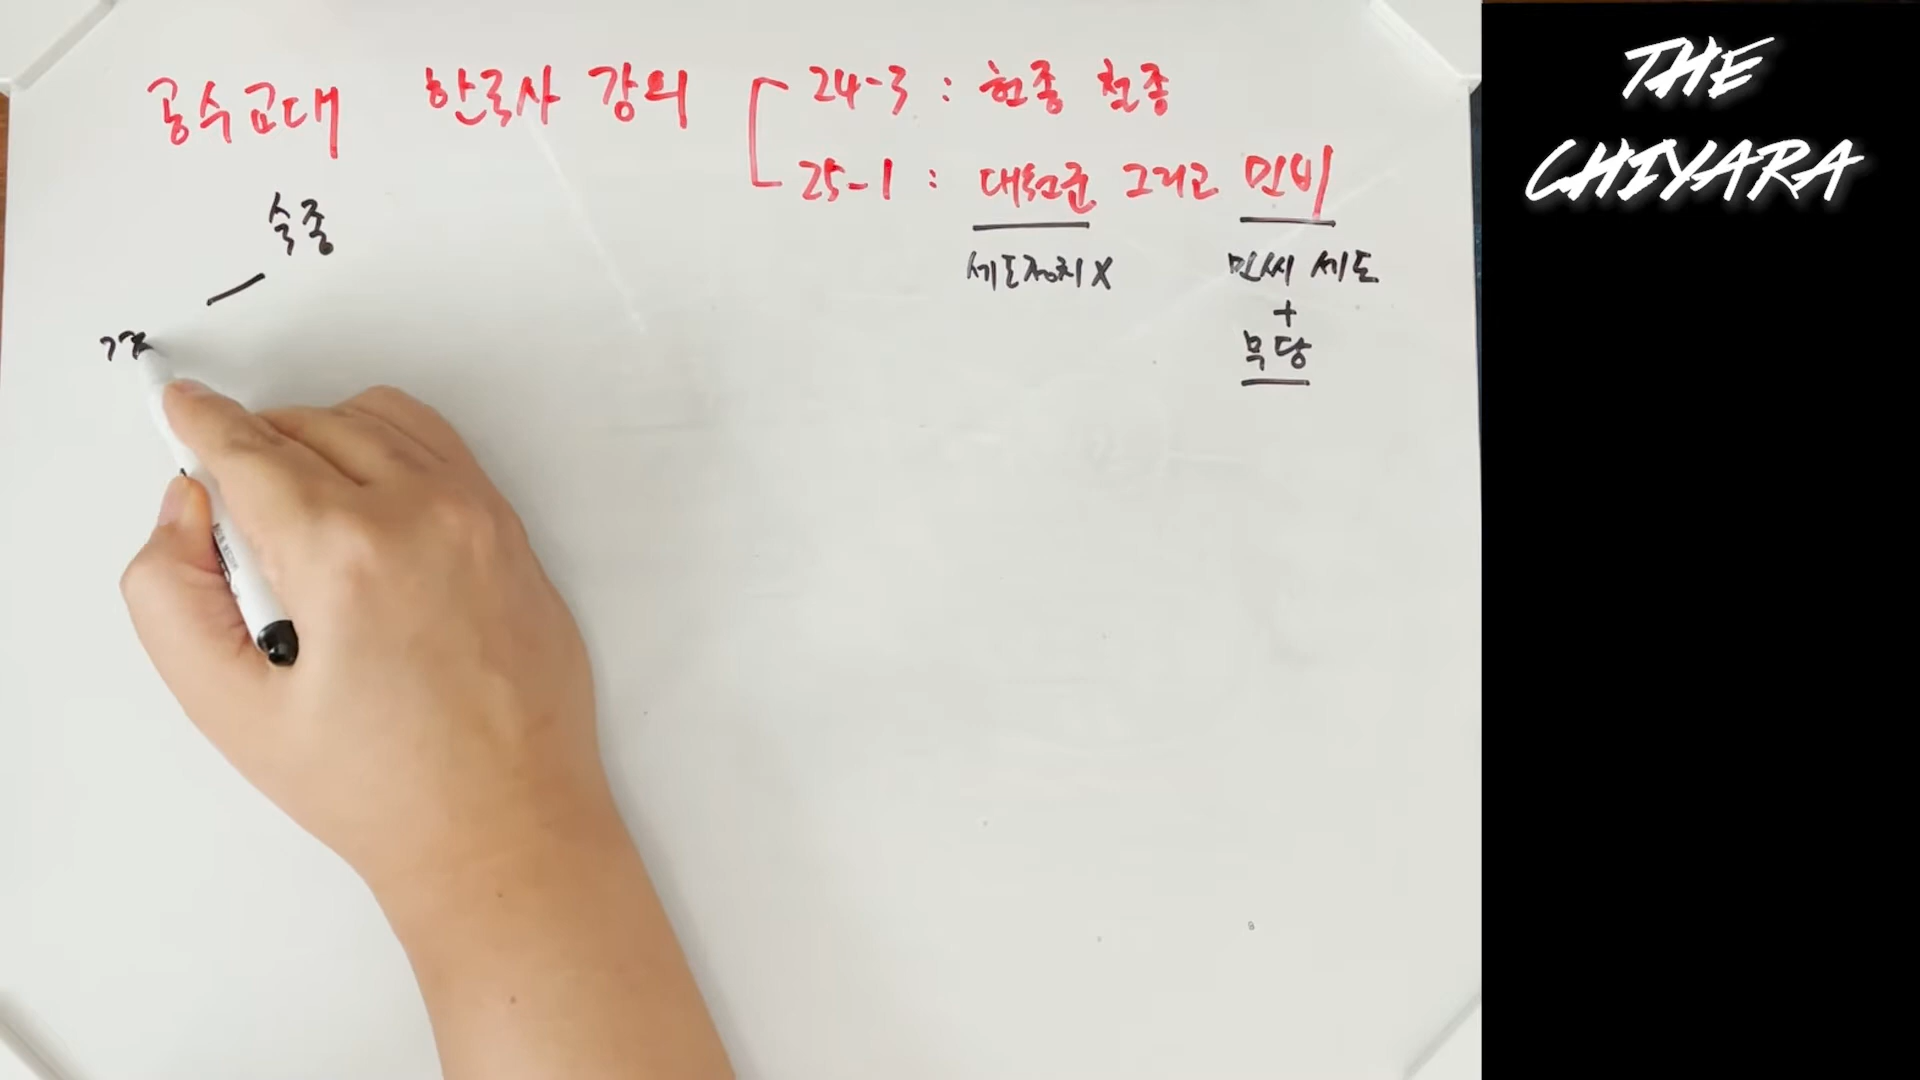 공수교대 한국사 강의
24-3 : 헌종 철종
25-1 : 대원군 그리고 민비
세도정치 X
민씨 세도
+
무당
숙종
THE
CHIYARA